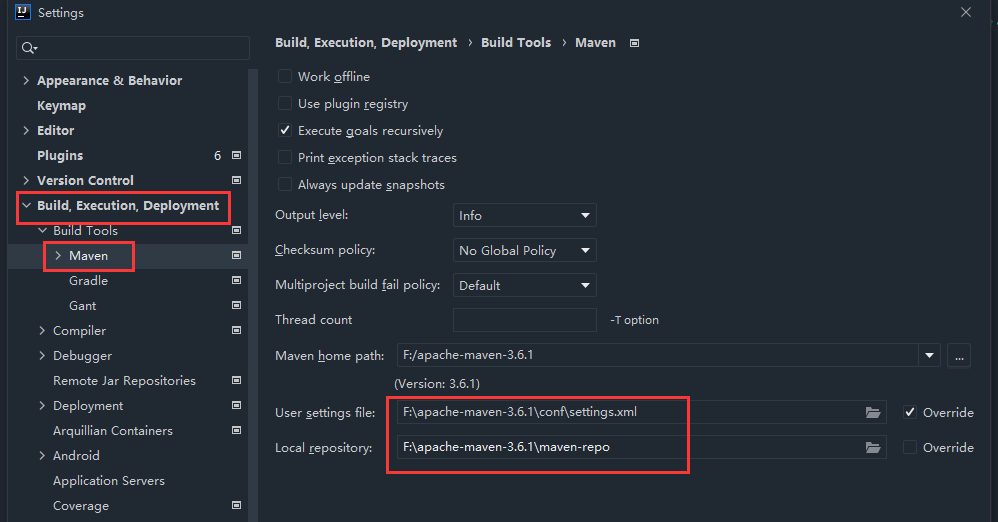 IJ Settings
Appearance & Behavior
Keymap
Editor
Plugins 6
Version Control
Build, Execution, Deployment
Build Tools
Maven
Gradle
Gant
Compiler
Debugger
Remote Jar Repositories
Deployment
Arquillian Containers
Android
Application Servers
Coverage
Build, Execution, Deployment › Build Tools › Maven
Work offline
Use plugin registry
Execute goals recursively
Print exception stack traces
Always update snapshots
Output level: Info
Checksum policy: No Global Policy
Multiproject build fail policy: Default
Thread count -T option
Maven home path: F:/apache-maven-3.6.1 ...
(Version: 3.6.1)
User settings file: F:\apache-maven-3.6.1\conf\settings.xml Override
Local repository: F:\apache-maven-3.6.1\maven-repo Override